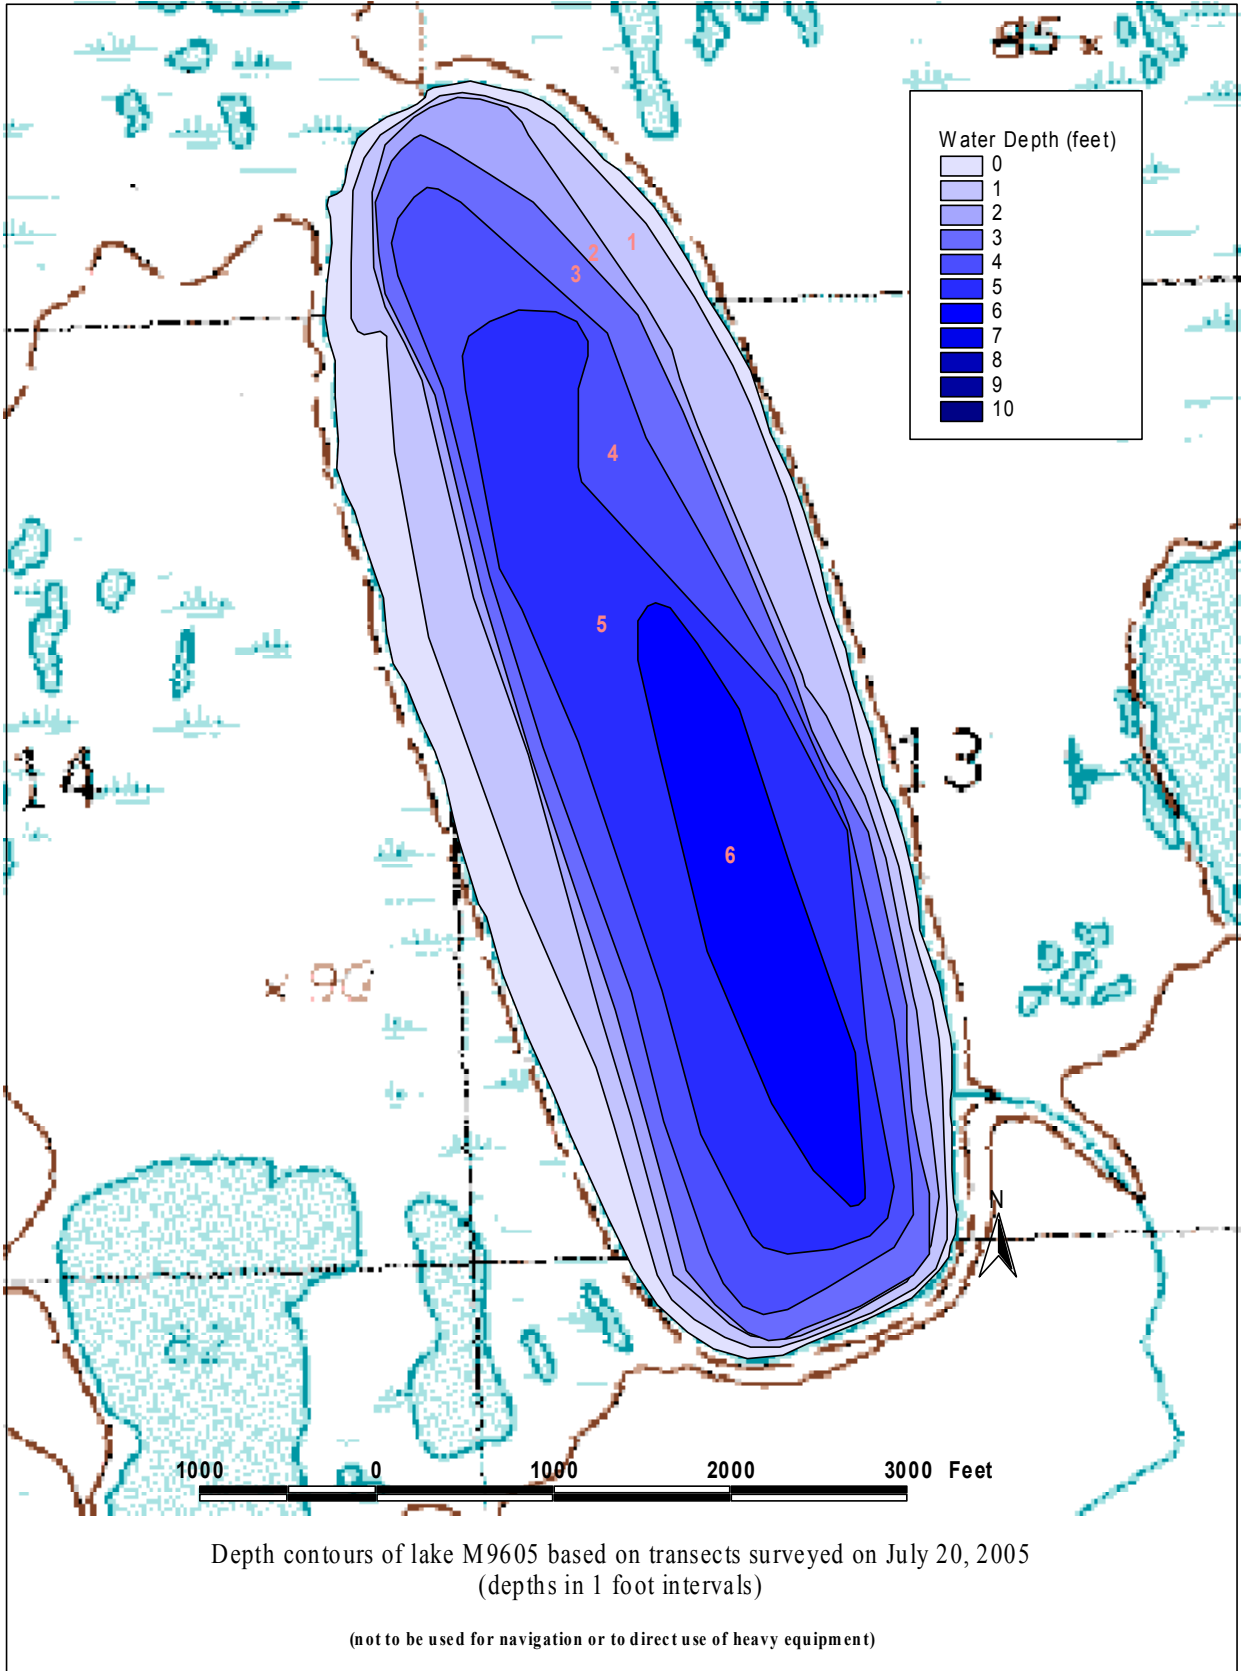 95 x
Water Depth (feet)
0
1
2
3
4
5
6
7
8
9
10
1
2
3
4
5
6
14
13
x 90
N
1000 0 1000 2000 3000 Feet
Depth contours of lake M9605 based on transects surveyed on July 20, 2005
(depths in 1 foot intervals)
(not to be used for navigation or to direct use of heavy equipment)